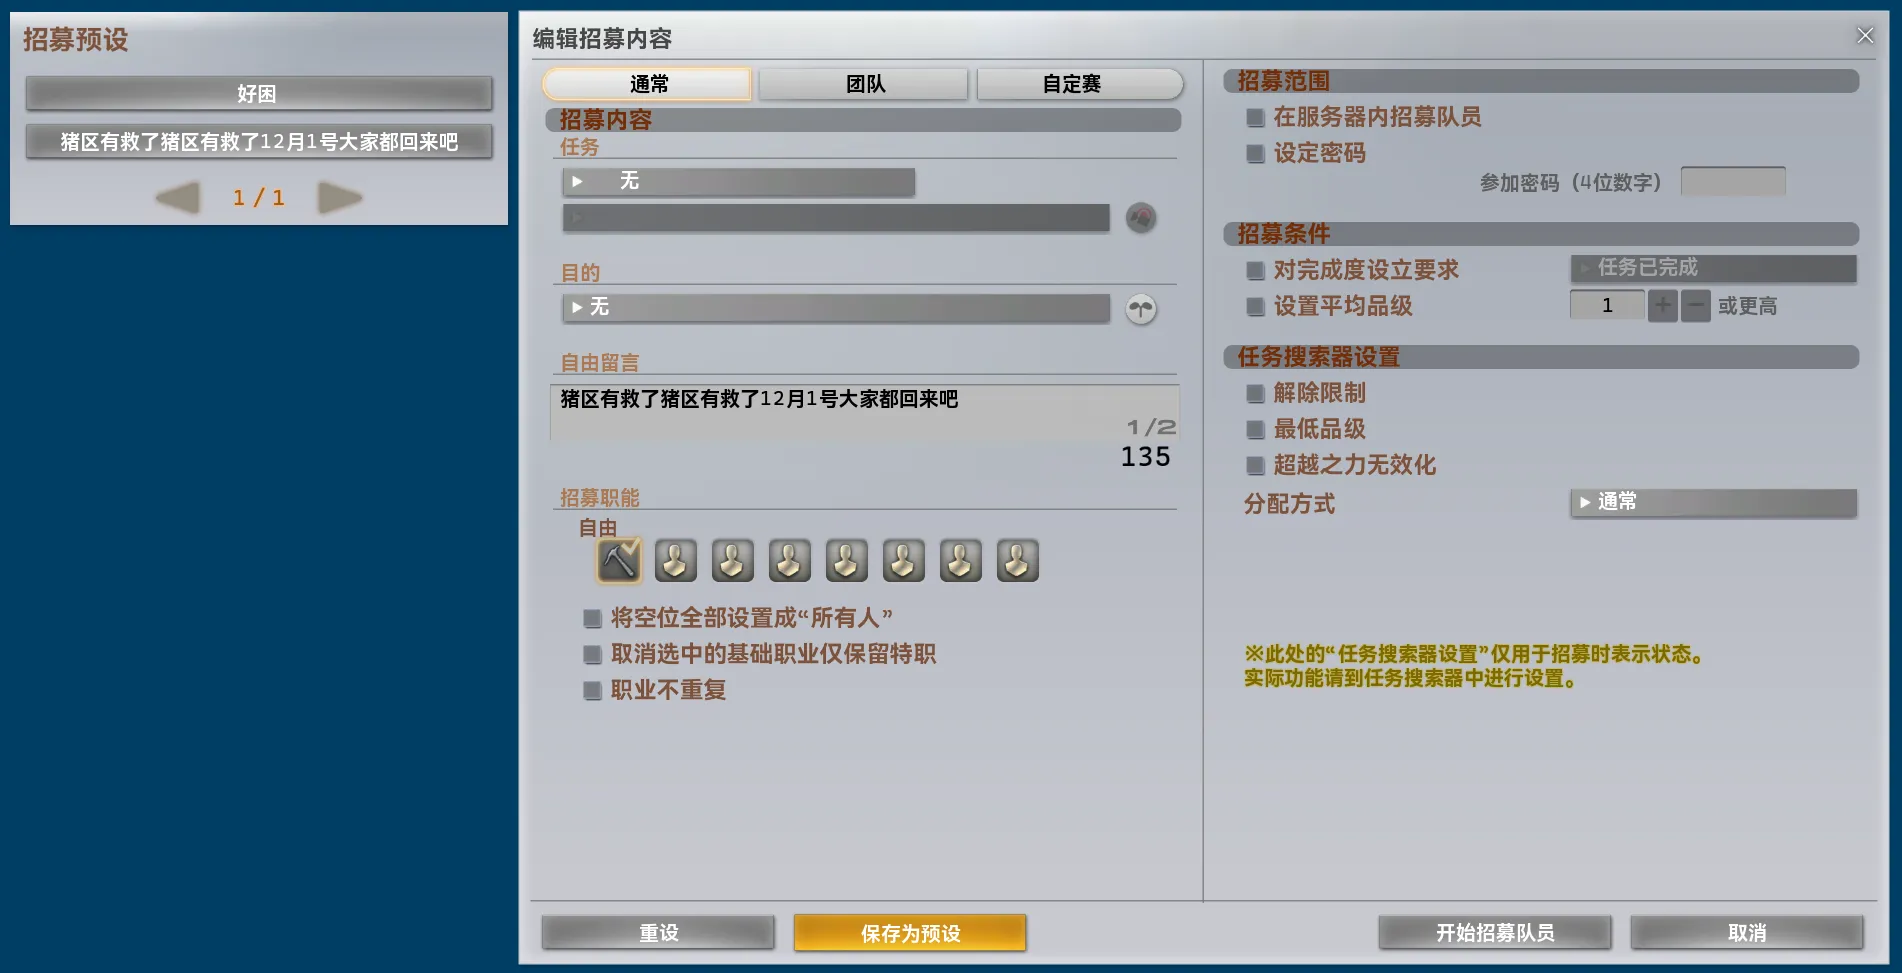 招募预设
好困
猪区有救了猪区有救了12月1号大家都回来吧
1 / 1
编辑招募内容
通常
团队
自定赛
招募内容
任务
无
目的
无
自由留言
猪区有救了猪区有救了12月1号大家都回来吧
1/2
135
招募职能
自由
将空位全部设置成“所有人”
取消选中的基础职业仅保留特职
职业不重复
招募范围
在服务器内招募队员
设定密码
参加密码（4位数字）
招募条件
对完成度设立要求
任务已完成
设置平均品级
1
或更高
任务搜索器设置
解除限制
最低品级
超越之力无效化
分配方式
通常
※此处的“任务搜索器设置”仅用于招募时表示状态。
实际功能请到任务搜索器中进行设置。
重设
保存为预设
开始招募队员
取消